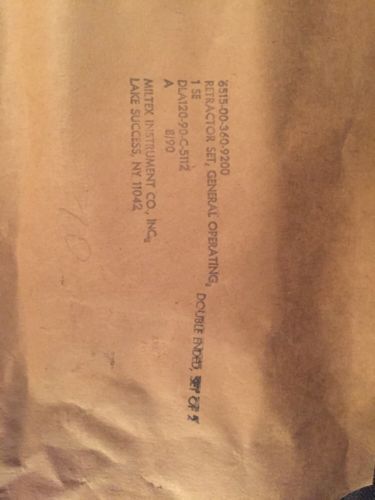 6515-00-360-9200
RETRACTOR SET, GENERAL OPERATING, DOUBLE ENDED, SET OF
1 SE
DLA120-90-C-5112
A 8/90
MILTEX INSTRUMENT CO., INC.
LAKE SUCCESS, NY 11042